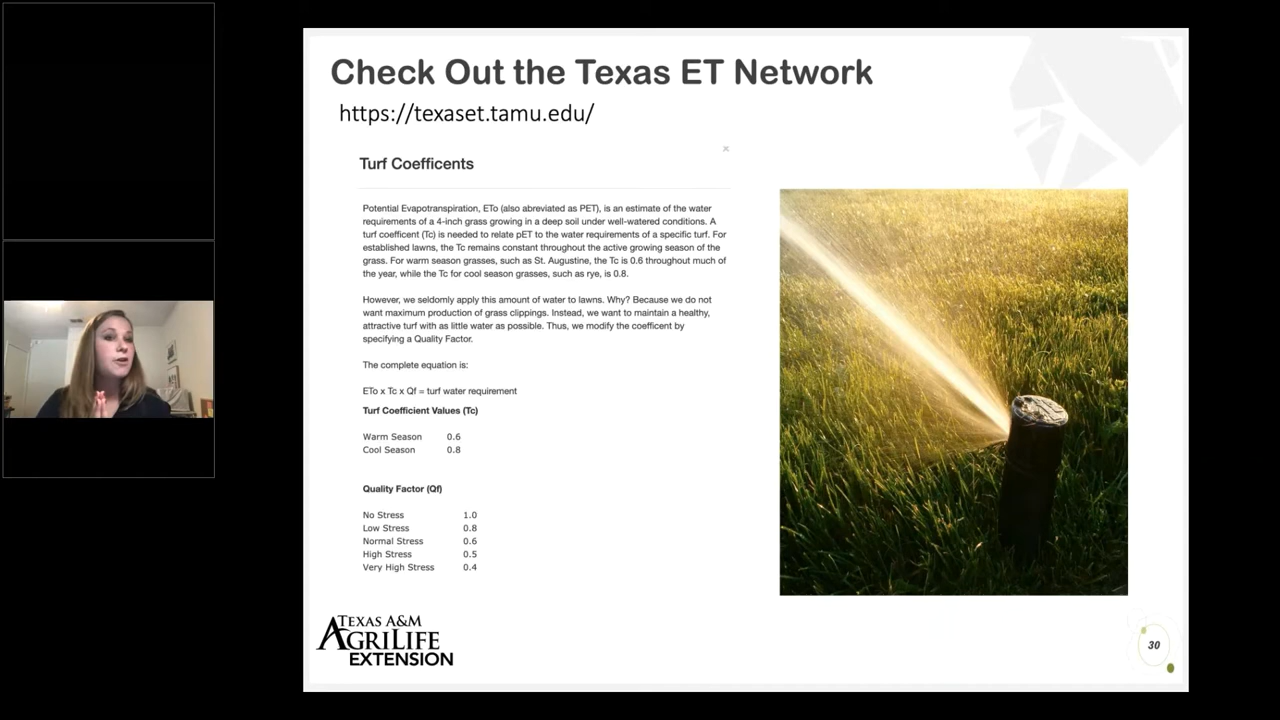 Check Out the Texas ET Network
https://texaset.tamu.edu/
x
Turf Coefficents
Potential Evapotranspiration, ETo (also abreviated as PET), is an estimate of the water
requirements of a 4-inch grass growing in a deep soil under well-watered conditions. A
turf coefficent (Tc) is needed to relate pET to the water requirements of a specific turf. For
established lawns, the Tc remains constant throughout the active growing season of the
grass. For warm season grasses, such as St. Augustine, the Tc is 0.6 throughout much of
the year, while the Tc for cool season grasses, such as rye, is 0.8.
However, we seldomly apply this amount of water to lawns. Why? Because we do not
want maximum production of grass clippings. Instead, we want to maintain a healthy,
attractive turf with as little water as possible. Thus, we modify the coefficent by
specifying a Quality Factor.
The complete equation is:
ETo x Tc x Qf = turf water requirement
Turf Coefficient Values (Tc)
Warm Season 0.6
Cool Season 0.8
Quality Factor (Qf)
No Stress 1.0
Low Stress 0.8
Normal Stress 0.6
High Stress 0.5
Very High Stress 0.4
TEXAS A&M
AGRILIFE
EXTENSION
30